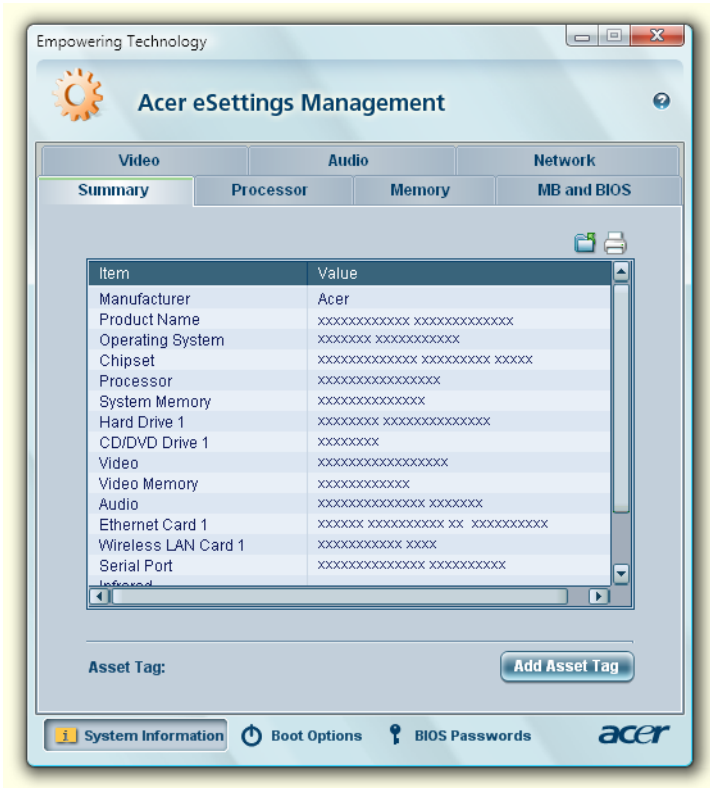 Empowering Technology
Acer eSettings Management
Video Audio Network
Summary Processor Memory MB and BIOS
Item Value
Manufacturer Acer
Product Name xxxxxxxxxxxx xxxxxxxxxxxxx
Operating System xxxxxxx xxxxxxxxxxx
Chipset xxxxxxxxxxxxx xxxxxxxxx xxxxx
Processor xxxxxxxxxxxxxxxx
System Memory xxxxxxxxxxxxxx
Hard Drive 1 xxxxxxxx xxxxxxxxxxxxxx
CD/DVD Drive 1 xxxxxxxx
Video xxxxxxxxxxxxxxxxx
Video Memory xxxxxxxxxxxx
Audio xxxxxxxxxxxxxx xxxxxxx
Ethernet Card 1 xxxxxx xxxxxxxxxx xx xxxxxxxxxx
Wireless LAN Card 1 xxxxxxxxxxx xxxx
Serial Port xxxxxxxxxxxxxx xxxxxxxxxx
Infrared
Asset Tag: Add Asset Tag
System Information Boot Options BIOS Passwords acer